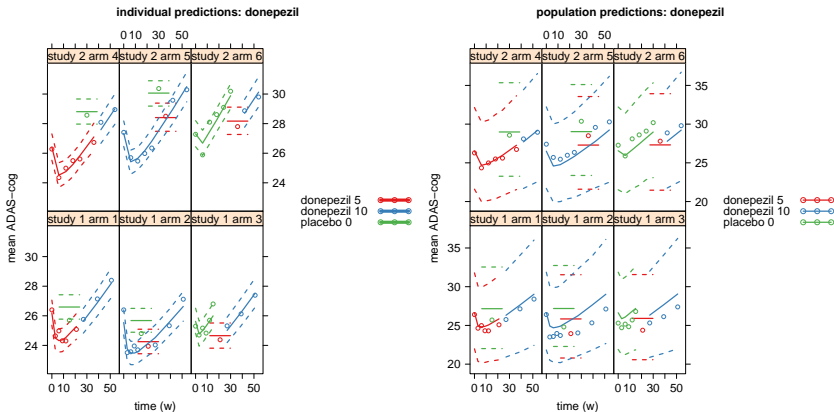 individual predictions: donepezil
0 10 30 50
study 2 arm 4 study 2 arm 5 study 2 arm 6
30
28
26
24
study 1 arm 1 study 1 arm 2 study 1 arm 3
30
28
26
24
0 10 30 50 0 10 30 50
mean ADAS−cog
time (w)
donepezil 5
donepezil 10
placebo 0
population predictions: donepezil
0 10 30 50
study 2 arm 4 study 2 arm 5 study 2 arm 6
35
30
25
20
study 1 arm 1 study 1 arm 2 study 1 arm 3
35
30
25
20
0 10 30 50 0 10 30 50
mean ADAS−cog
time (w)
donepezil 5
donepezil 10
placebo 0